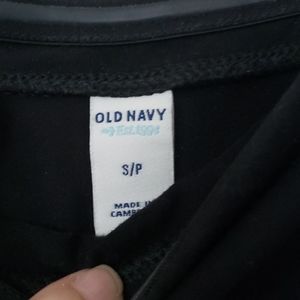 OLD NAVY
Est. 1994
S/P
MADE IN